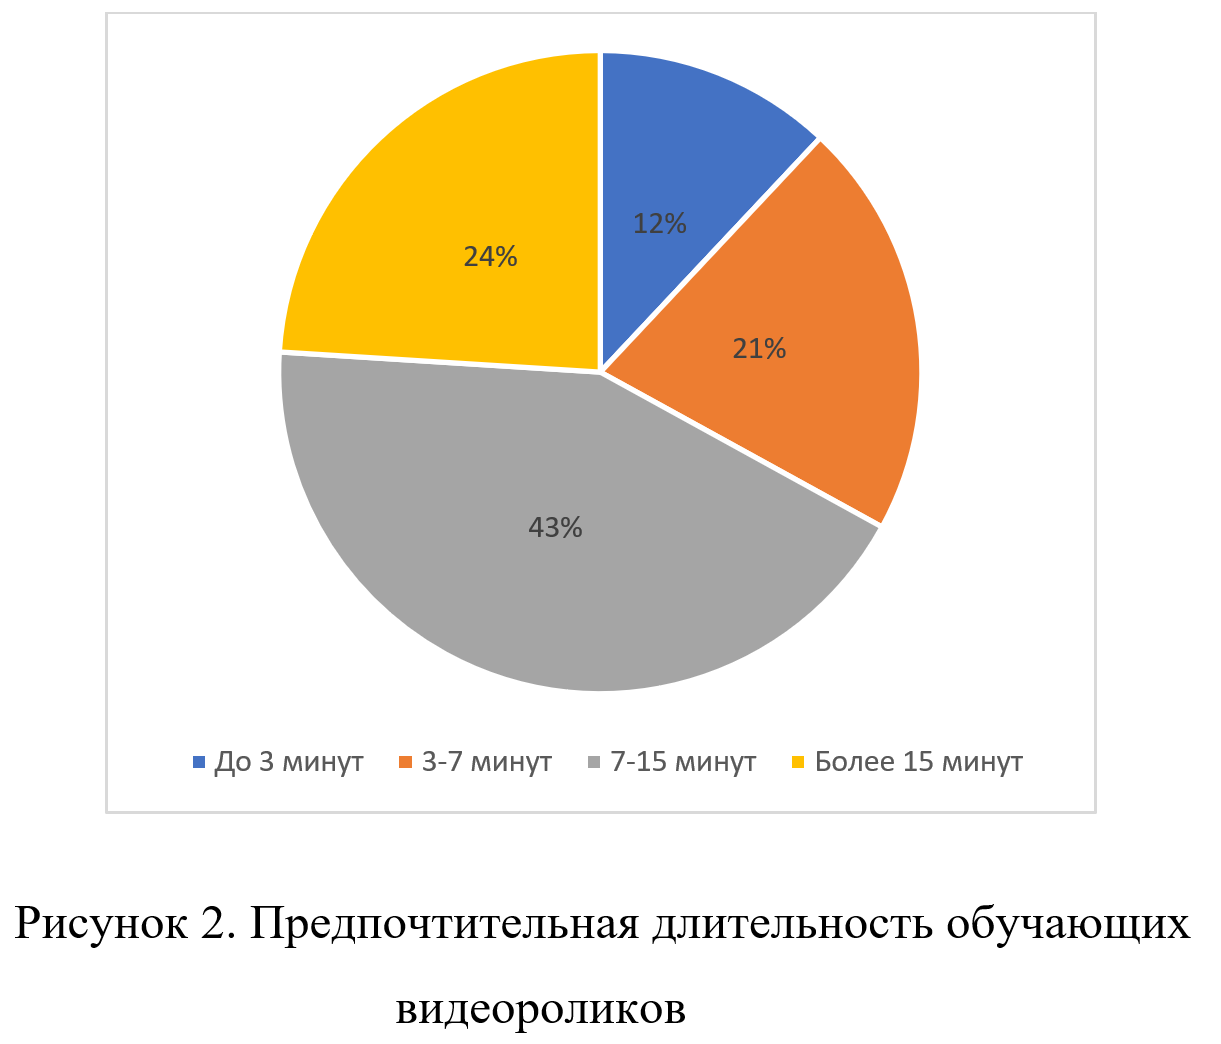 12%
24%
21%
43%
До 3 минут 3-7 минут 7-15 минут Более 15 минут
Рисунок 2. Предпочтительная длительность обучающих
видеороликов